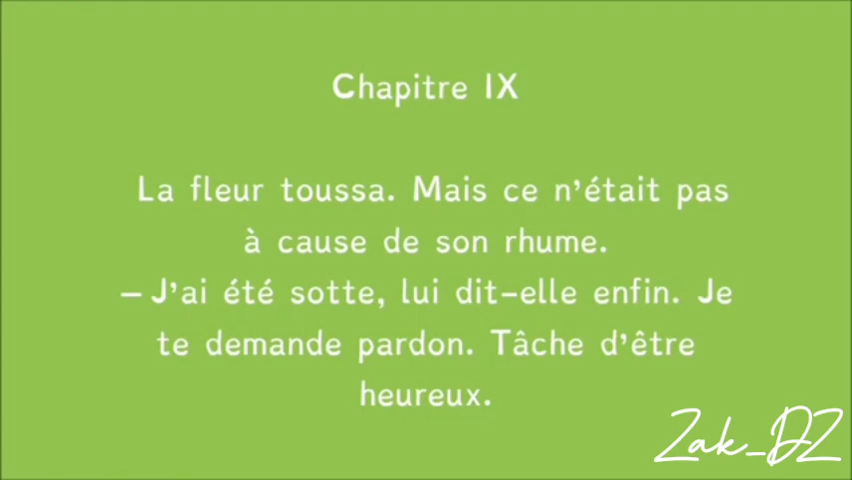 Chapitre IX
La fleur toussa. Mais ce n'était pas
à cause de son rhume.
– J'ai été sotte, lui dit-elle enfin. Je
te demande pardon. Tâche d'être
heureux.
Zak_DZ